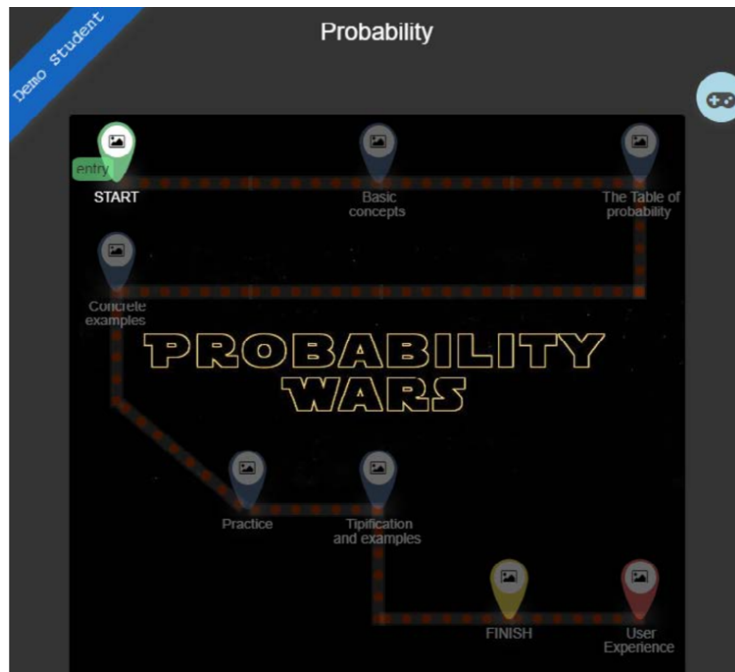 Probability
Demo Student
entry
START
Basic
concepts
The Table of
probability
Concrete
examples
PROBABILITY
WARS
Practice
Tipification
and examples
FINISH
User
Experience